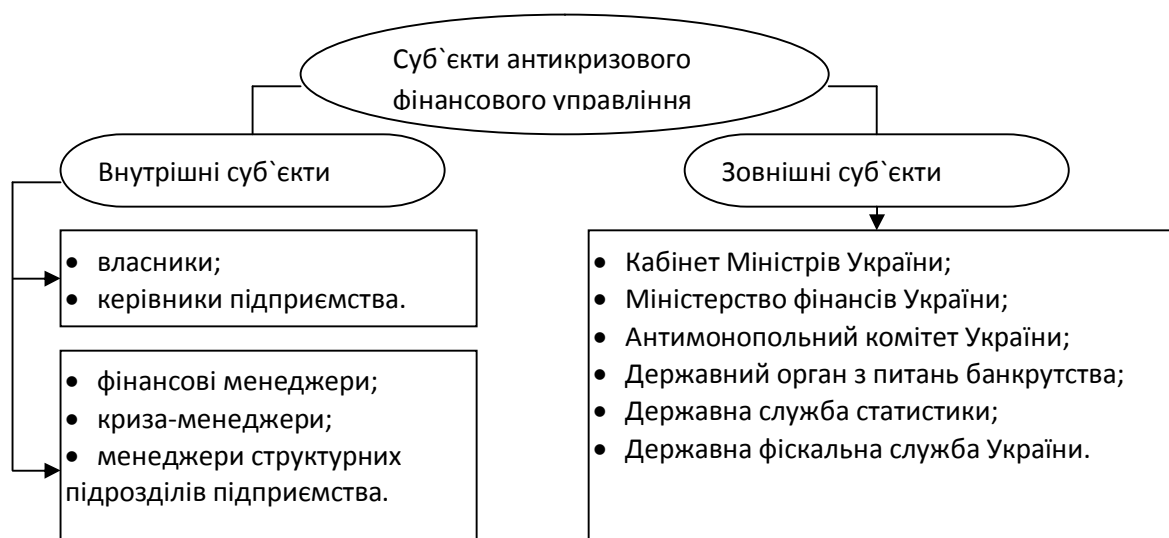 Суб`єкти антикризового
фінансового управління
Внутрішні суб`єкти
Зовнішні суб`єкти
• власники;
• керівники підприємства.
• фінансові менеджери;
• криза-менеджери;
• менеджери структурних
підрозділів підприємства.
• Кабінет Міністрів України;
• Міністерство фінансів України;
• Антимонопольний комітет України;
• Державний орган з питань банкрутства;
• Державна служба статистики;
• Державна фіскальна служба України.